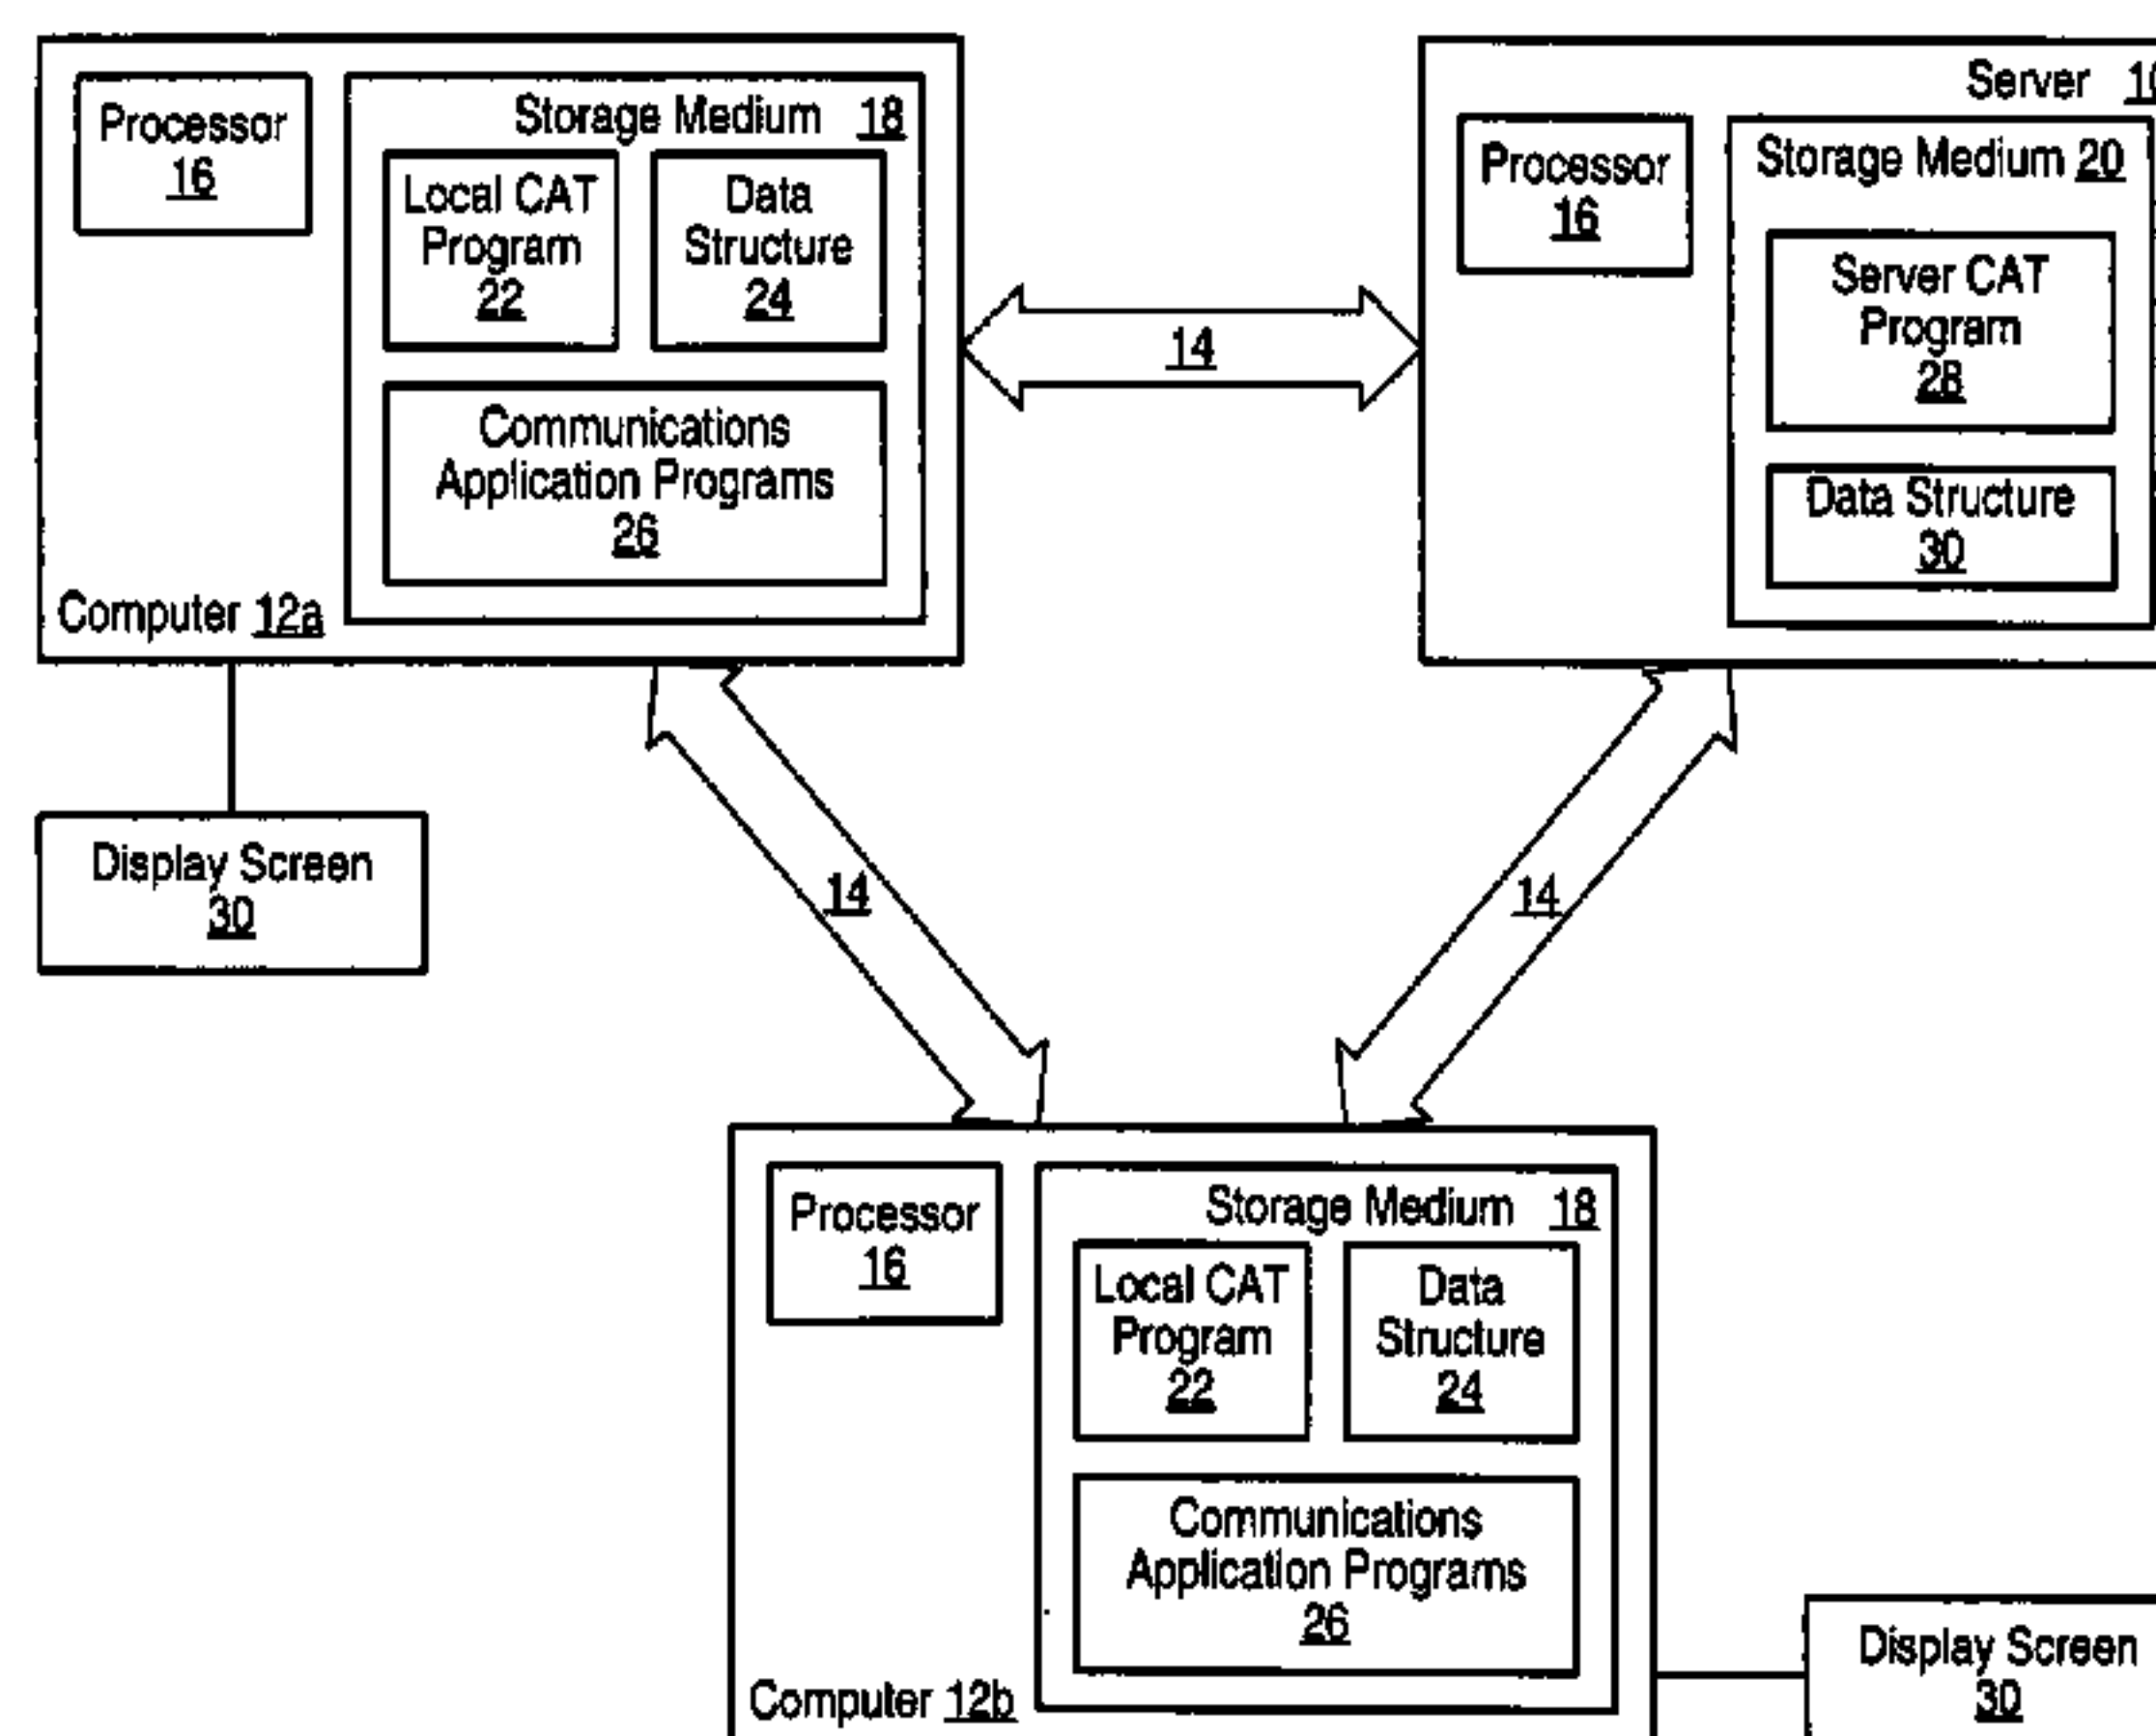 Processor
16
Storage Medium 18
Local CAT
Program
22
Data
Structure
24
Communications
Application Programs
26
Computer 12a
14
Server
Processor
16
Storage Medium 20
Server CAT
Program
28
Data Structure
30
Display Screen
30
14
14
Processor
16
Storage Medium 18
Local CAT
Program
22
Data
Structure
24
Communications
Application Programs
26
Computer 12b
Display Screen
30